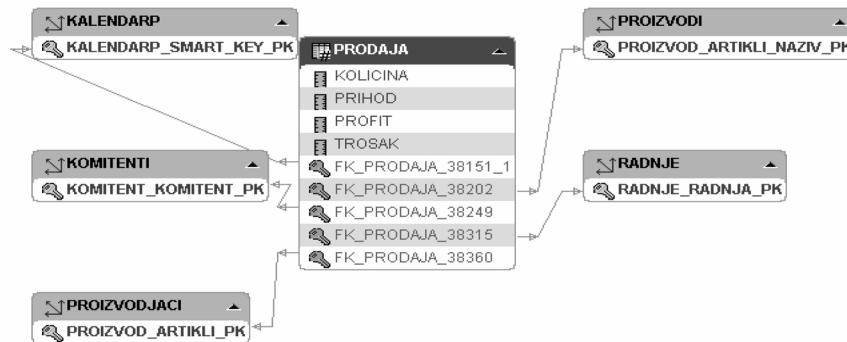 KALENDARP
KALENDARP_SMART_KEY_PK
PRODAJA
KOLICINA
PRIHOD
PROFIT
TROSAK
FK_PRODAJA_38151_1
FK_PRODAJA_38202
FK_PRODAJA_38249
FK_PRODAJA_38315
FK_PRODAJA_38360
PROIZVODI
PROIZVOD_ARTIKLI_NAZIV_PK
KOMITENTI
KOMITENT_KOMITENT_PK
RADNJE
RADNJE_RADNJA_PK
PROIZVODJACI
PROIZVOD_ARTIKLI_PK